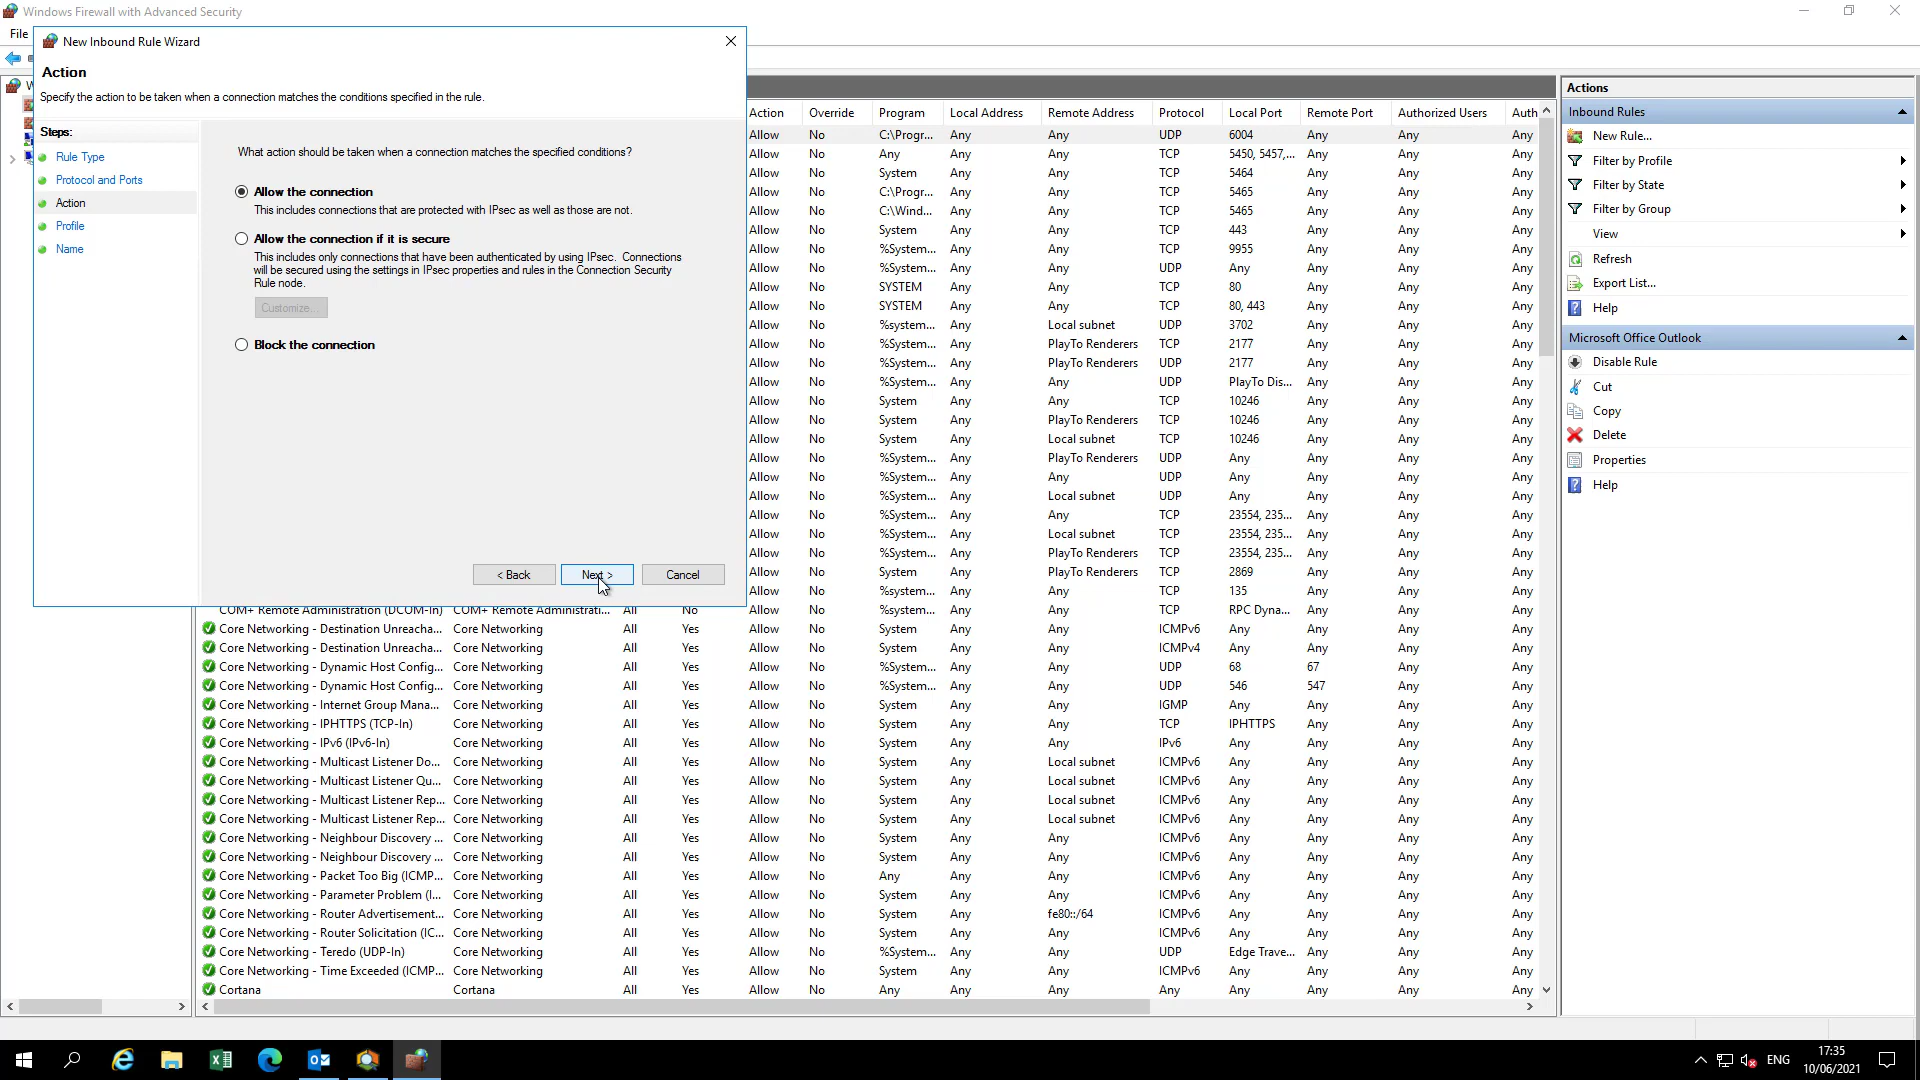 Windows Firewall with Advanced Security
File
New Inbound Rule Wizard
Action
Specify the action to be taken when a connection matches the conditions specified in the rule.
Steps:
Rule Type
Protocol and Ports
Action
Profile
Name
What action should be taken when a connection matches the specified conditions?
Allow the connection
This includes connections that are protected with IPsec as well as those are not.
Allow the connection if it is secure
This includes only connections that have been authenticated by using IPsec. Connections
will be secured using the settings in IPsec properties and rules in the Connection Security
Rule node.
Customize...
Block the connection
< Back Next > Cancel
Action Override Program Local Address Remote Address Protocol Local Port Remote Port Authorized Users Auth
Allow No C:\Progr... Any Any UDP 6004 Any Any Any
Allow No Any Any Any TCP 5450, 5457,... Any Any Any
Allow No System Any Any TCP 5464 Any Any Any
Allow No C:\Progr... Any Any TCP 5465 Any Any Any
Allow No C:\Wind... Any Any TCP 5465 Any Any Any
Allow No System Any Any TCP 443 Any Any Any
Allow No %System... Any Any TCP 9955 Any Any Any
Allow No %System... Any Any UDP Any Any Any Any
Allow No SYSTEM Any Any TCP 80 Any Any Any
Allow No SYSTEM Any Any TCP 80, 443 Any Any Any
Allow No %system... Any Local subnet UDP 3702 Any Any Any
Allow No %System... Any PlayTo Renderers TCP 2177 Any Any Any
Allow No %System... Any PlayTo Renderers UDP 2177 Any Any Any
Allow No %System... Any Any UDP PlayTo Dis... Any Any Any
Allow No System Any Any TCP 10246 Any Any Any
Allow No System Any PlayTo Renderers TCP 10246 Any Any Any
Allow No System Any Local subnet TCP 10246 Any Any Any
Allow No %System... Any PlayTo Renderers UDP Any Any Any Any
Allow No %System... Any Any UDP Any Any Any Any
Allow No %System... Any Local subnet UDP Any Any Any Any
Allow No %System... Any Any TCP 23554, 235... Any Any Any
Allow No %System... Any Local subnet TCP 23554, 235... Any Any Any
Allow No %System... Any PlayTo Renderers TCP 23554, 235... Any Any Any
Allow No System Any PlayTo Renderers TCP 2869 Any Any Any
Allow No %system... Any Any TCP 135 Any Any Any
COM+ Remote Administration (DCOM-In) COM+ Remote Administrati... All No Allow No %system... Any Any TCP RPC Dyna... Any Any Any
Core Networking - Destination Unreacha... Core Networking All Yes Allow No System Any Any ICMPv6 Any Any Any Any
Core Networking - Destination Unreacha... Core Networking All Yes Allow No System Any Any ICMPv4 Any Any Any Any
Core Networking - Dynamic Host Config... Core Networking All Yes Allow No %System... Any Any UDP 68 67 Any Any
Core Networking - Dynamic Host Config... Core Networking All Yes Allow No %System... Any Any UDP 546 547 Any Any
Core Networking - Internet Group Mana... Core Networking All Yes Allow No System Any Any IGMP Any Any Any Any
Core Networking - IPHTTPS (TCP-In) Core Networking All Yes Allow No System Any Any TCP IPHTTPS Any Any Any
Core Networking - IPv6 (IPv6-In) Core Networking All Yes Allow No System Any Any IPv6 Any Any Any Any
Core Networking - Multicast Listener Do... Core Networking All Yes Allow No System Any Local subnet ICMPv6 Any Any Any Any
Core Networking - Multicast Listener Qu... Core Networking All Yes Allow No System Any Local subnet ICMPv6 Any Any Any Any
Core Networking - Multicast Listener Rep... Core Networking All Yes Allow No System Any Local subnet ICMPv6 Any Any Any Any
Core Networking - Multicast Listener Rep... Core Networking All Yes Allow No System Any Local subnet ICMPv6 Any Any Any Any
Core Networking - Neighbour Discovery ... Core Networking All Yes Allow No System Any Any ICMPv6 Any Any Any Any
Core Networking - Neighbour Discovery ... Core Networking All Yes Allow No System Any Any ICMPv6 Any Any Any Any
Core Networking - Packet Too Big (ICMP... Core Networking All Yes Allow No Any Any Any ICMPv6 Any Any Any Any
Core Networking - Parameter Problem (I... Core Networking All Yes Allow No System Any Any ICMPv6 Any Any Any Any
Core Networking - Router Advertisement... Core Networking All Yes Allow No System Any fe80::/64 ICMPv6 Any Any Any Any
Core Networking - Router Solicitation (IC... Core Networking All Yes Allow No System Any Any ICMPv6 Any Any Any Any
Core Networking - Teredo (UDP-In) Core Networking All Yes Allow No %System... Any Any UDP Edge Trave... Any Any Any
Core Networking - Time Exceeded (ICMP... Core Networking All Yes Allow No System Any Any ICMPv6 Any Any Any Any
Cortana Cortana All Yes Allow No Any Any Any Any Any Any Any Any
Actions
Inbound Rules
New Rule...
Filter by Profile
Filter by State
Filter by Group
View
Refresh
Export List...
Help
Microsoft Office Outlook
Disable Rule
Cut
Copy
Delete
Properties
Help
ENG
17:35
10/06/2021